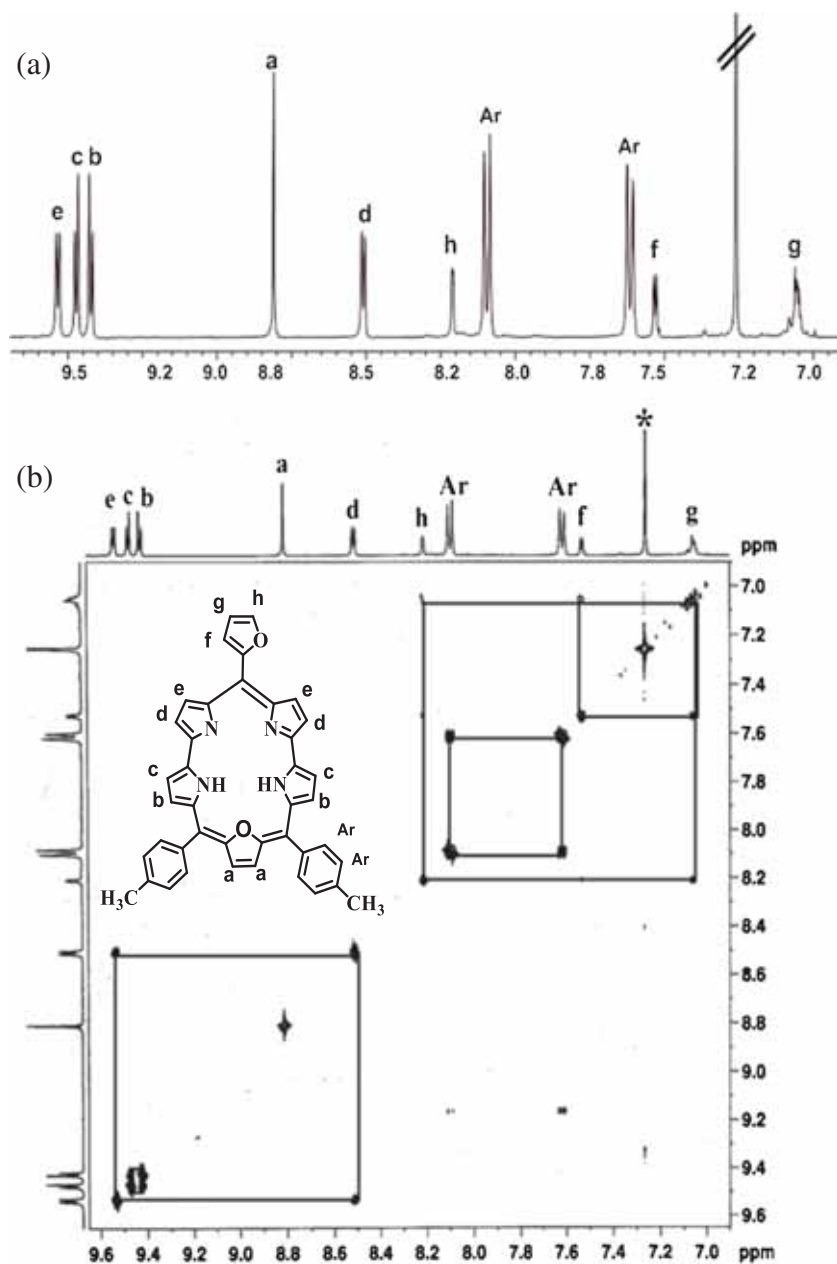 (a)
a
Ar
Ar
c b
e
d
h
f
g
9.5 9.2 9.0 8.8 8.5 8.2 8.0 7.8 7.5 7.2 7.0
(b)
*
a
e c b
Ar
Ar
d
h
f
g
ppm
g h
f O
e e
d N N d
c NH HN c
b b
O Ar
Ar
H₃C a a CH₃
7.0
7.2
7.4
7.6
7.8
8.0
8.2
8.4
8.6
8.8
9.0
9.2
9.4
9.6
9.6 9.4 9.2 9.0 8.8 8.6 8.4 8.2 8.0 7.8 7.6 7.4 7.2 7.0 ppm